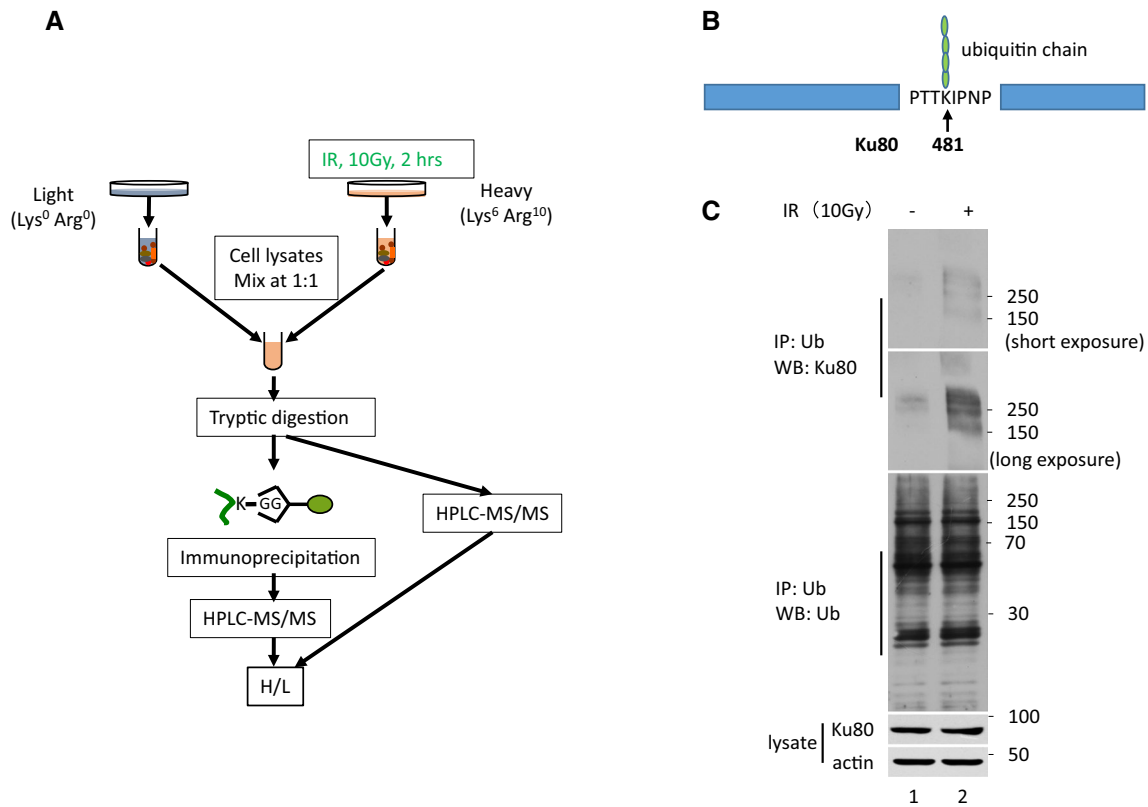 A
IR, 10Gy, 2 hrs
Light
(Lys⁰ Arg⁰)
Heavy
(Lys⁶ Arg¹⁰)
Cell lysates
Mix at 1:1
Tryptic digestion
K
GG
HPLC-MS/MS
Immunoprecipitation
HPLC-MS/MS
H/L
B
ubiquitin chain
PTTKIPNP
Ku80 481
C
IR（10Gy） - +
250
150
(short exposure)
IP: Ub
WB: Ku80
250
150
(long exposure)
250
150
70
IP: Ub
WB: Ub
30
100
Ku80
lysate
50
actin
1 2